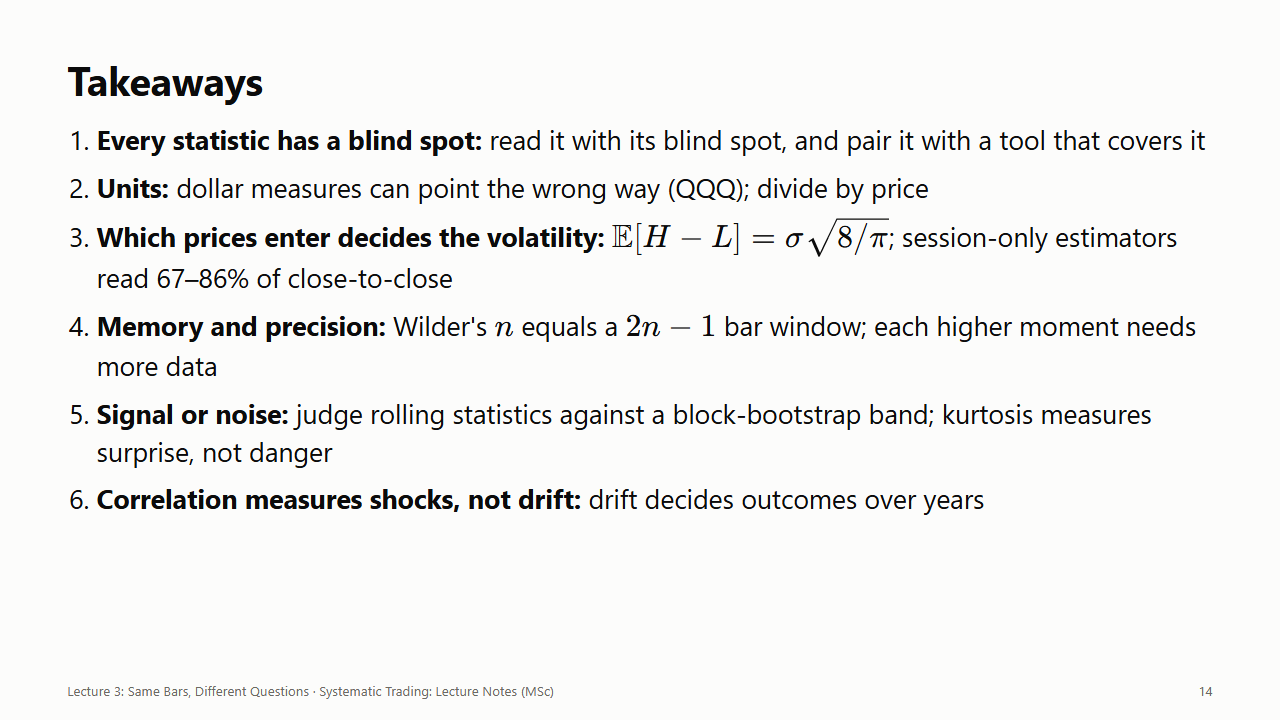 Takeaways
1. Every statistic has a blind spot: read it with its blind spot, and pair it with a tool that covers it
2. Units: dollar measures can point the wrong way (QQQ); divide by price
3. Which prices enter decides the volatility: 𝔼[H − L] = σ√8/π; session-only estimators
read 67–86% of close-to-close
4. Memory and precision: Wilder's n equals a 2n − 1 bar window; each higher moment needs
more data
5. Signal or noise: judge rolling statistics against a block-bootstrap band; kurtosis measures
surprise, not danger
6. Correlation measures shocks, not drift: drift decides outcomes over years
Lecture 3: Same Bars, Different Questions · Systematic Trading: Lecture Notes (MSc)
14